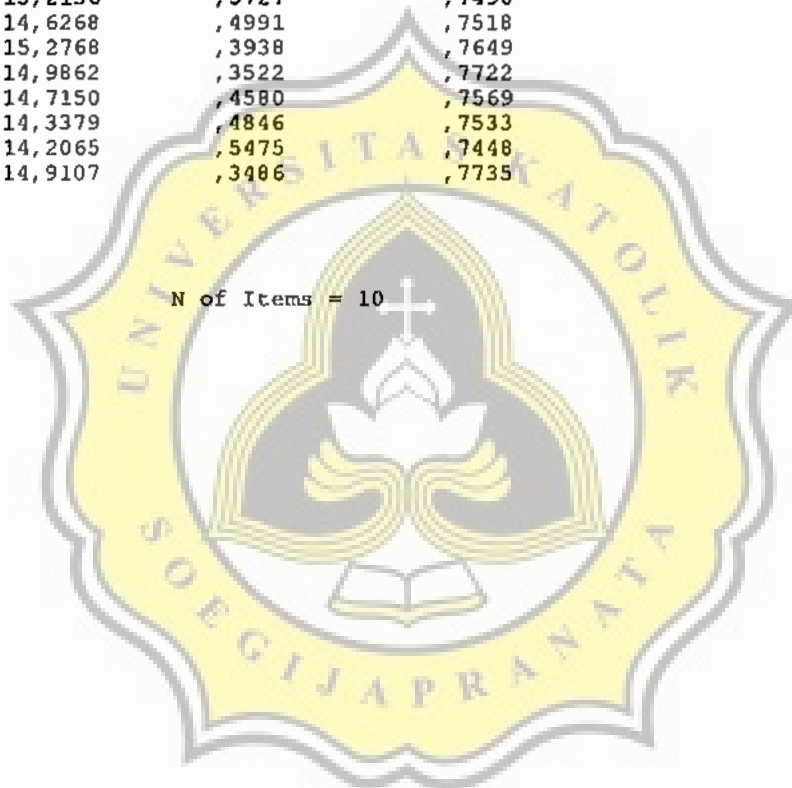 14,6268 ,4991 ,7518
15,2768 ,3938 ,7649
14,9862 ,3522 ,7722
14,7150 ,4580 ,7569
14,3379 ,4846 ,7533
14,2065 ,5475 ,7448
14,9107 ,3486 ,7735
N of Items = 10
UNIVERSITAS KATOLIK
SOEGIJAPRANATA